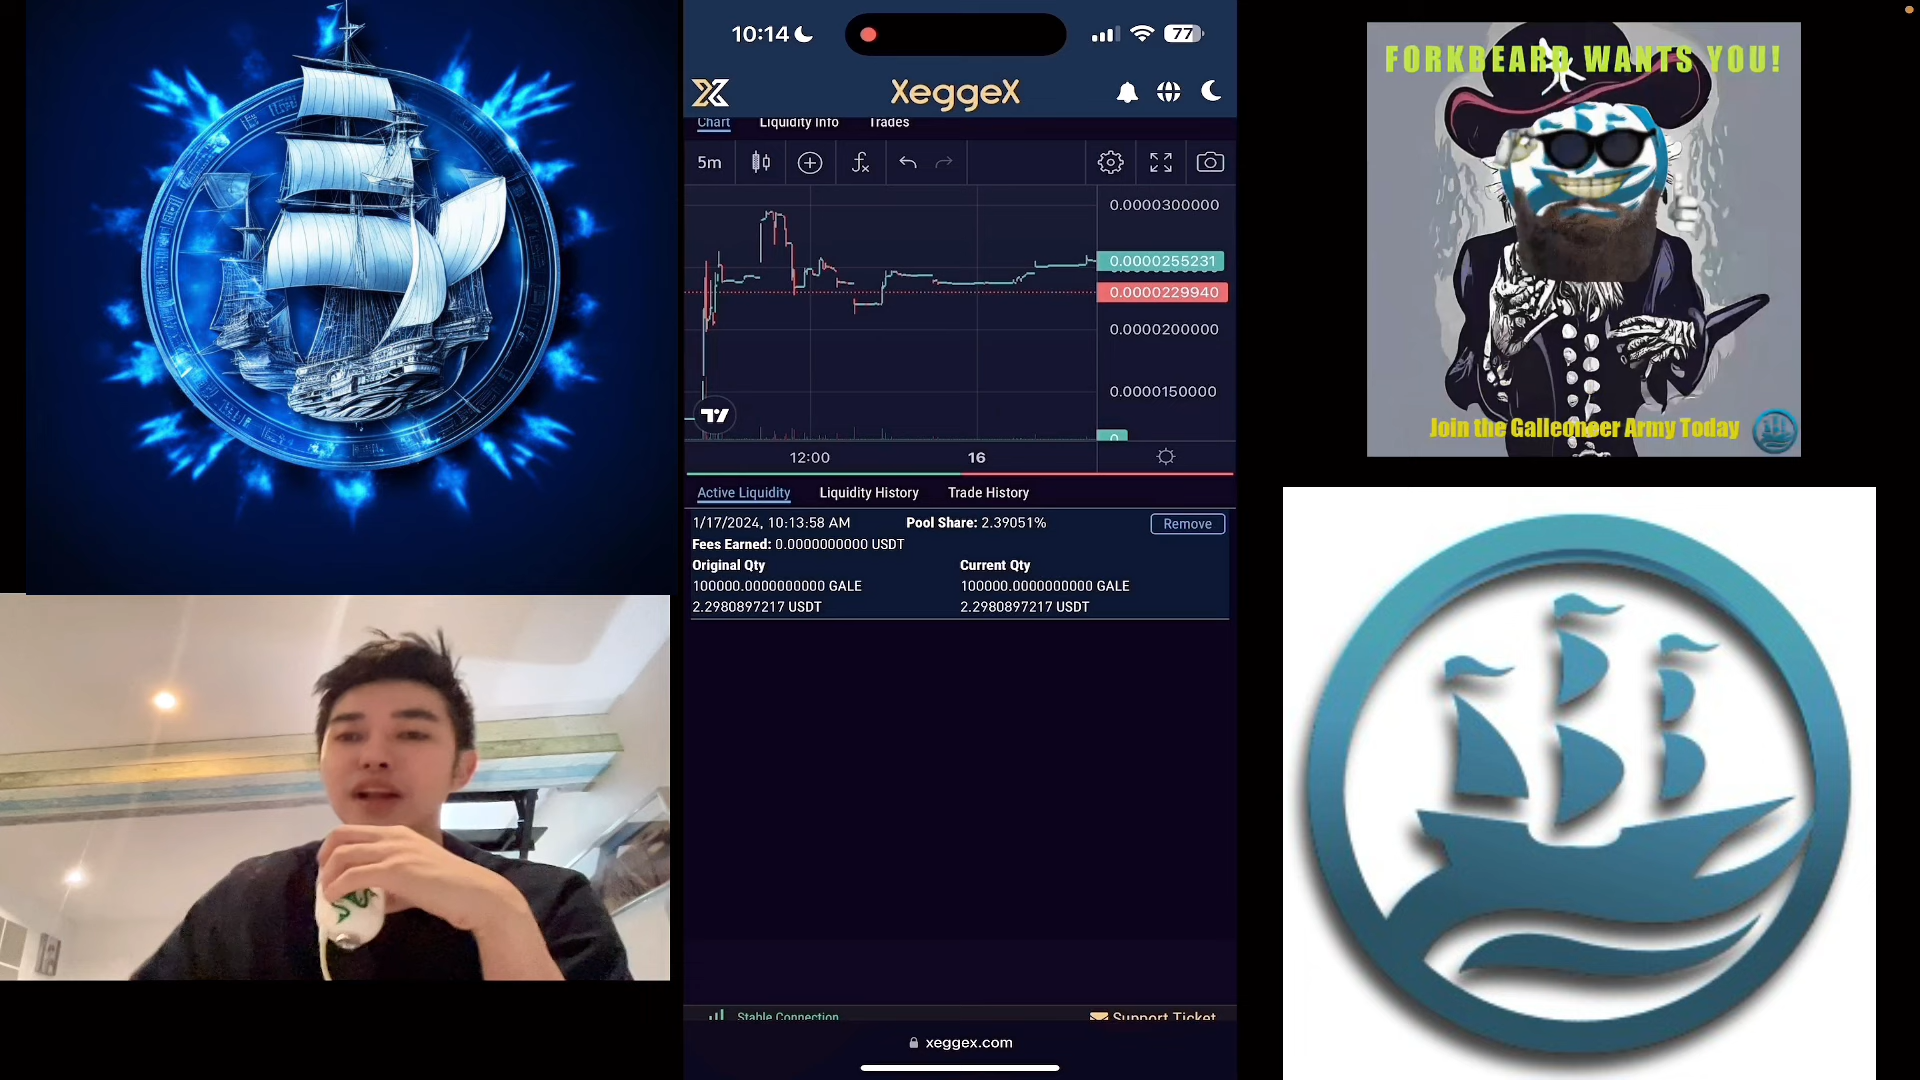 10:14
77
XeggeX
Chart Liquidity Info Trades
5m
0.0000300000
0.0000255231
0.0000229940
0.0000200000
0.0000150000
0
12:00 16
Active Liquidity Liquidity History Trade History
1/17/2024, 10:13:58 AM Pool Share: 2.39051% Remove
Fees Earned: 0.0000000000 USDT
Original Qty Current Qty
100000.0000000000 GALE 100000.0000000000 GALE
2.2980897217 USDT 2.2980897217 USDT
Stable Connection Support Ticket
xeggex.com
FORKBEARD WANTS YOU!
Join the Galleoneer Army Today